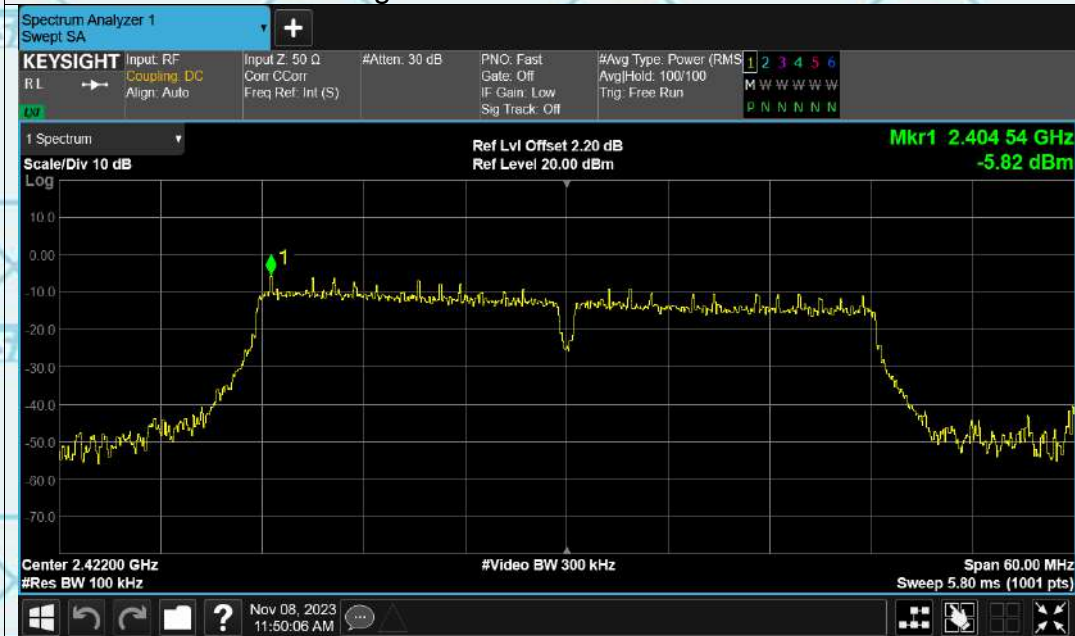 Spectrum Analyzer 1
Swept SA
+
KEYSIGHT
R L
LXI
Input: RF
Coupling: DC
Align: Auto
Input Z: 50 Ω
Corr CCorr
Freq Ref: Int (S)
#Atten: 30 dB
PNO: Fast
Gate: Off
IF Gain: Low
Sig Track: Off
#Avg Type: Power (RMS
Avg|Hold: 100/100
Trig: Free Run
1 2 3 4 5 6
M W W W W W
P N N N N N
1 Spectrum
Scale/Div 10 dB
Log
Ref Lvl Offset 2.20 dB
Ref Level 20.00 dBm
Mkr1 2.404 54 GHz
-5.82 dBm
10.0
0.00
-10.0
-20.0
-30.0
-40.0
-50.0
-60.0
-70.0
1
Center 2.42200 GHz
#Res BW 100 kHz
#Video BW 300 kHz
Span 60.00 MHz
Sweep 5.80 ms (1001 pts)
?
Nov 08, 2023
11:50:06 AM